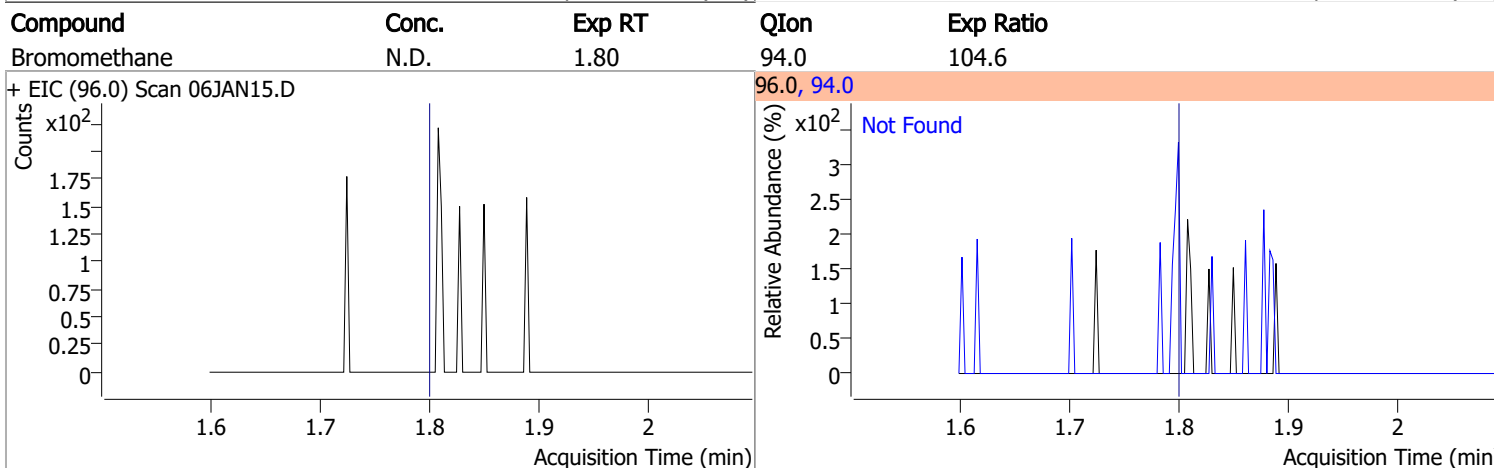 Compound Conc. Exp RT QIon Exp Ratio
Bromomethane N.D. 1.80 94.0 104.6
+ EIC (96.0) Scan 06JAN15.D
Counts
x10²
1.75
1.5
1.25
1
0.75
0.5
0.25
0
1.6 1.7 1.8 1.9 2
Acquisition Time (min)
96.0, 94.0
Relative Abundance (%)
x10²
Not Found
3
2.5
2
1.5
1
0.5
0
1.6 1.7 1.8 1.9 2
Acquisition Time (min)